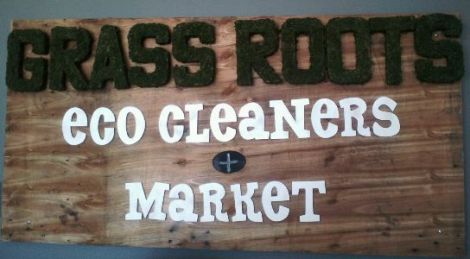 GRASS ROOTS
eco cleaners
+
Market